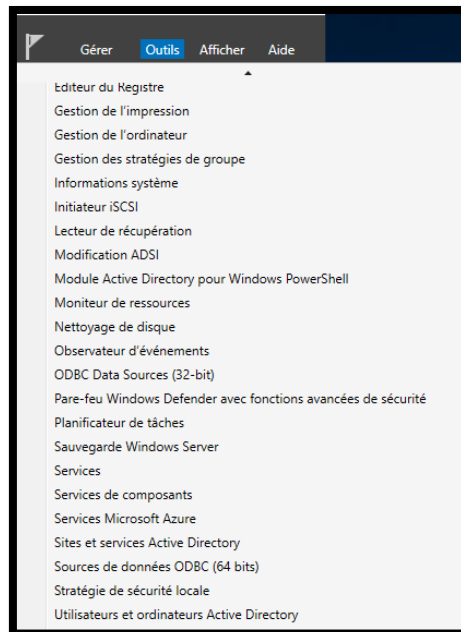 Gérer Outils Afficher Aide
Éditeur du Registre
Gestion de l'impression
Gestion de l'ordinateur
Gestion des stratégies de groupe
Informations système
Initiateur iSCSI
Lecteur de récupération
Modification ADSI
Module Active Directory pour Windows PowerShell
Moniteur de ressources
Nettoyage de disque
Observateur d'événements
ODBC Data Sources (32-bit)
Pare-feu Windows Defender avec fonctions avancées de sécurité
Planificateur de tâches
Sauvegarde Windows Server
Services
Services de composants
Services Microsoft Azure
Sites et services Active Directory
Sources de données ODBC (64 bits)
Stratégie de sécurité locale
Utilisateurs et ordinateurs Active Directory